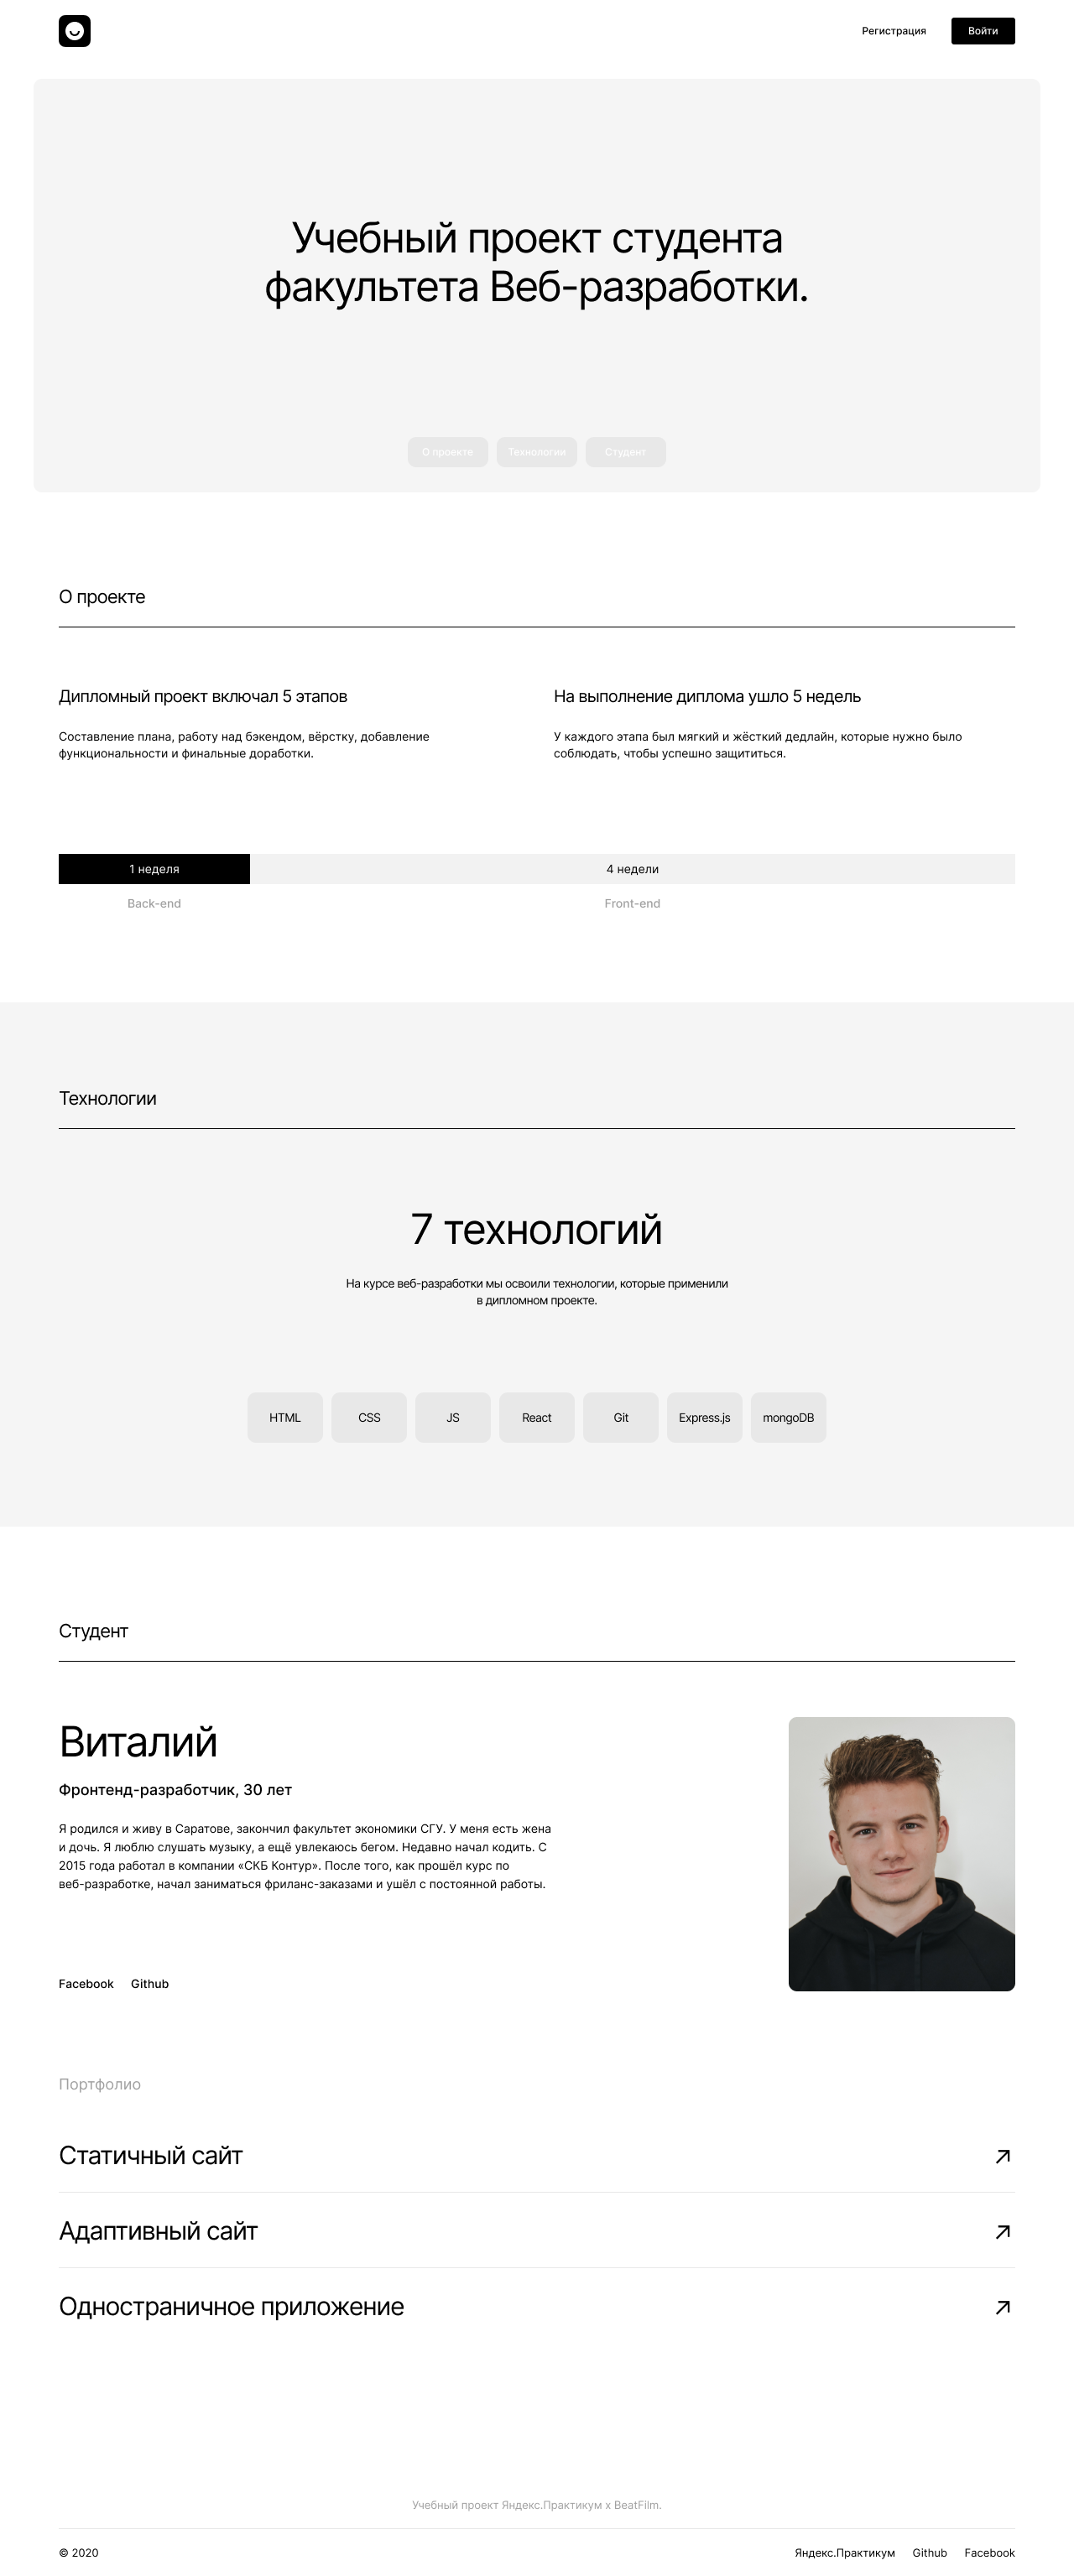 Регистрация
Войти
Учебный проект студента
факультета Веб-разработки.
О проекте
Технологии
Студент
О проекте
Дипломный проект включал 5 этапов
Составление плана, работу над бэкендом, вёрстку, добавление
функциональности и финальные доработки.
На выполнение диплома ушло 5 недель
У каждого этапа был мягкий и жёсткий дедлайн, которые нужно было
соблюдать, чтобы успешно защититься.
1 неделя
4 недели
Back-end
Front-end
Технологии
7 технологий
На курсе веб-разработки мы освоили технологии, которые применили
в дипломном проекте.
HTML
CSS
JS
React
Git
Express.js
mongoDB
Студент
Виталий
Фронтенд-разработчик, 30 лет
Я родился и живу в Саратове, закончил факультет экономики СГУ. У меня есть жена
и дочь. Я люблю слушать музыку, а ещё увлекаюсь бегом. Недавно начал кодить. С
2015 года работал в компании «СКБ Контур». После того, как прошёл курс по
веб-разработке, начал заниматься фриланс-заказами и ушёл с постоянной работы.
Facebook
Github
Портфолио
Статичный сайт
Адаптивный сайт
Одностраничное приложение
Учебный проект Яндекс.Практикум х BeatFilm.
© 2020
Яндекс.Практикум
Github
Facebook